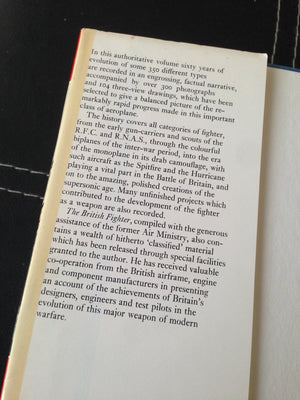 In this authoritative volume sixty years of
evolution of some 350 different types
are recorded in an engrossing, factual narrative,
accompanied by over 300 photographs
and 104 three-view drawings, which have been
selected to give a balanced picture of the re-
markably rapid progress made in this important
class of aeroplane.
The history covers all categories of fighter,
from the early gun-carriers and scouts of the
R.F.C. and R.N.A.S., through the colourful
biplanes of the inter-war period, into the era
of the monoplane in its drab camouflage, with
such aircraft as the Spitfire and the Hurricane
playing a vital part in the Battle of Britain, and
on to the amazing, polished creations of the
supersonic age. Many unfinished projects which
contributed to the development of the fighter
as a weapon are also recorded.
The British Fighter, compiled with the generous
assistance of the former Air Ministry, also con-
tains a wealth of hitherto 'classified' material
which has been released through special facilities
granted to the author. He has received valuable
co-operation from the British airframe, engine
and component manufacturers in presenting
an account of the achievements of Britain's
designers, engineers and test pilots in the
evolution of this major weapon of modern
warfare.